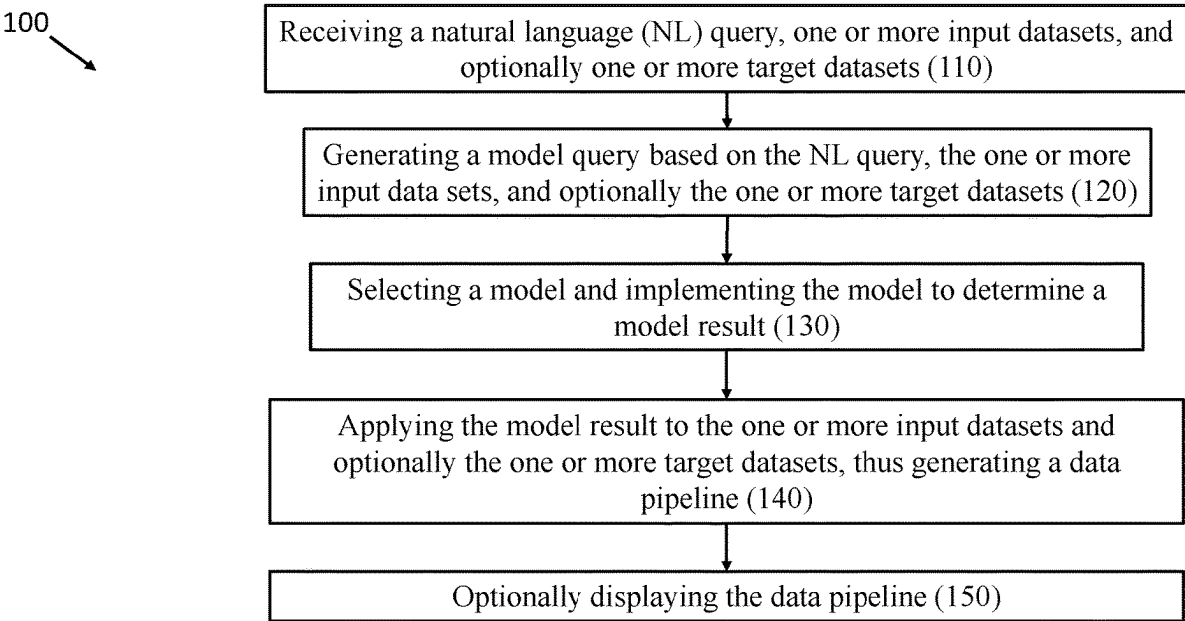 100
Receiving a natural language (NL) query, one or more input datasets, and
optionally one or more target datasets (110)
Generating a model query based on the NL query, the one or more
input data sets, and optionally the one or more target datasets (120)
Selecting a model and implementing the model to determine a
model result (130)
Applying the model result to the one or more input datasets and
optionally the one or more target datasets, thus generating a data
pipeline (140)
Optionally displaying the data pipeline (150)